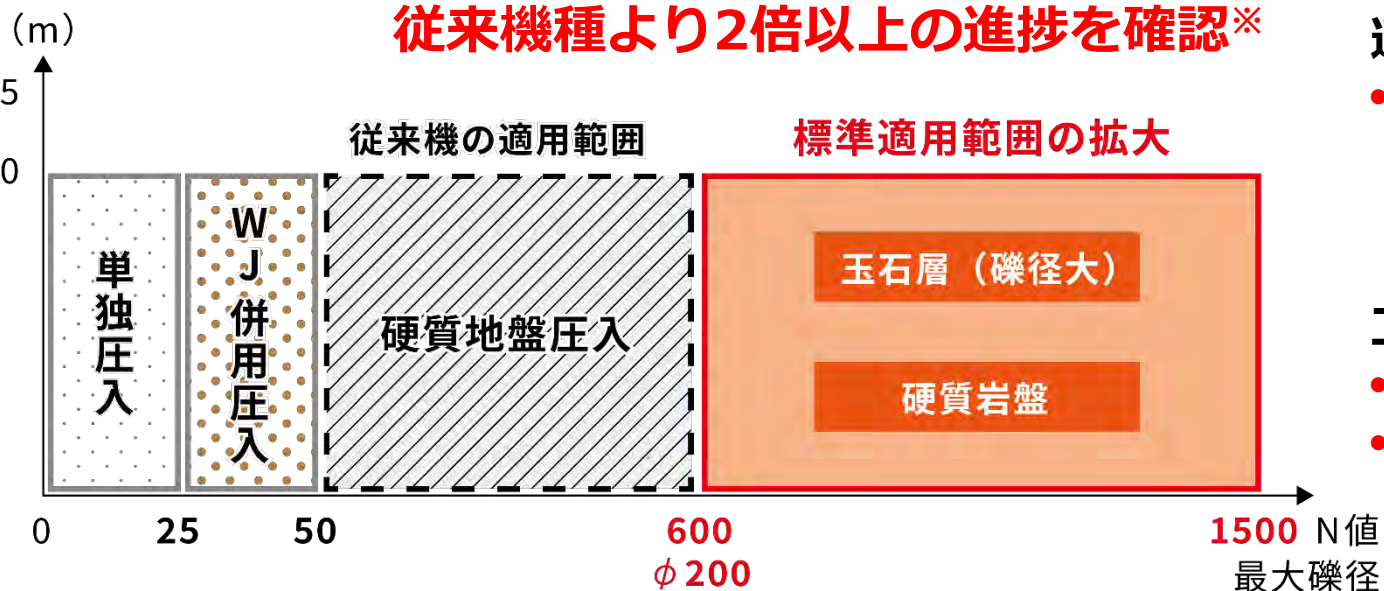 従来機種より2倍以上の進捗を確認※
（m）
5
0
従来機の適用範囲
標準適用範囲の拡大
単独圧入
WJ併用圧入
硬質地盤圧入
玉石層（礫径大）
硬質岩盤
0 25 50 600 1500 N値
φ200 最大礫径